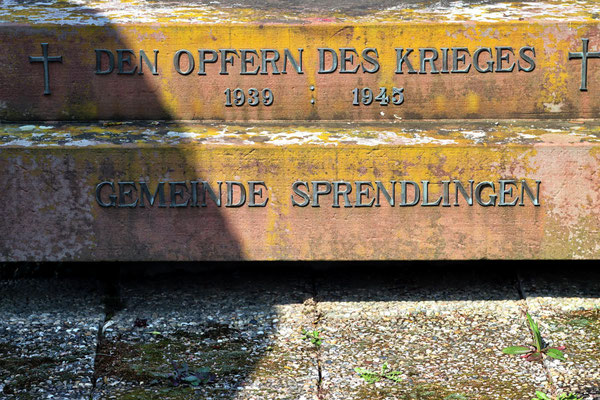 DEN OPFERN DES KRIEGES
1939 : 1945
GEMEINDE SPRENDLINGEN